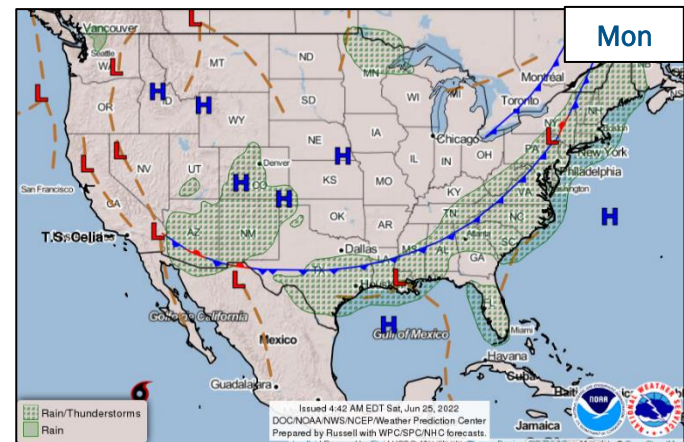 Mon
Vancouver
Seattle
WA
MT
ND
MN
OR
ID
WY
SD
WI
MI
Montréal
Toronto
NH
NY
Boston
NE
IA
Chicago
IL
IN
OH
PA
New York
Philadelphia
Washington
NV
UT
Denver
CO
KS
MO
KY
VA
San Francisco
CA
AZ
NM
OK
AR
TN
NC
SC
T.S. Celia
Dallas
TX
LA
MS
AL
Atlanta
GA
Golfo de California
Mexico
Gulf of Mexico
Miami
Havana
Cuba
Guadalajara
Jamaica
H
H
H
H
H
H
H
L
L
L
L
L
L
L
L
L
Rain/Thunderstorms
Rain
Issued 4:42 AM EDT Sat, Jun 25, 2022
DOC/NOAA/NWS/NCEP/Weather Prediction Center
Prepared by Russell with WPC/SPC/NHC forecasts.
NOAA